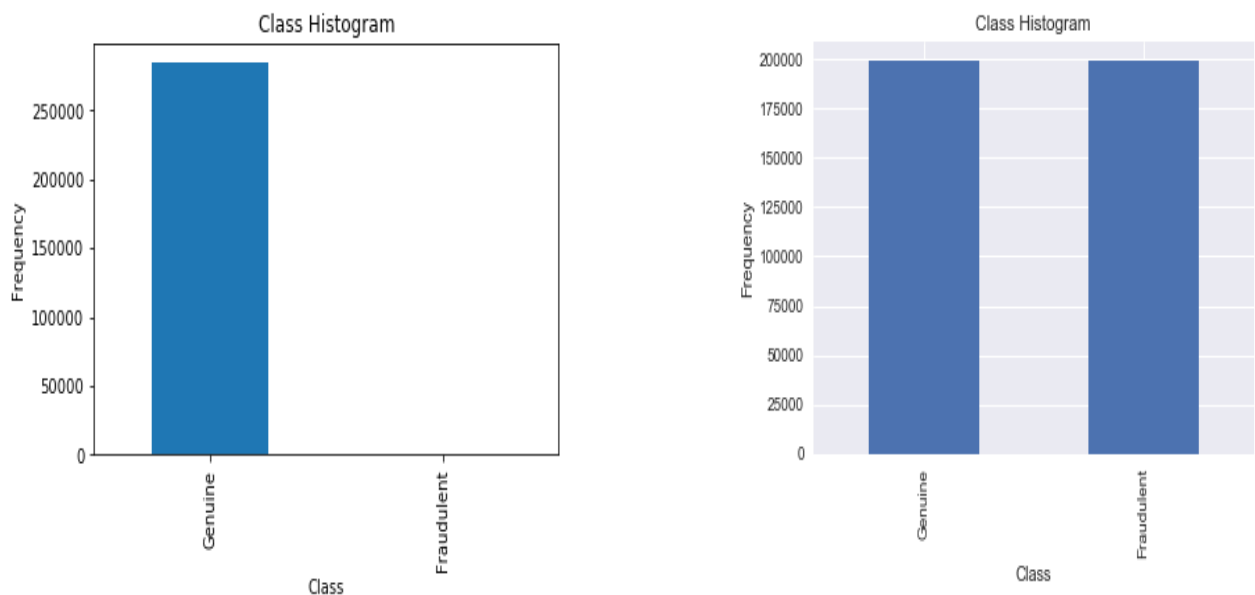 Class Histogram
250000
200000
150000
100000
50000
0
Frequency
Genuine
Fraudulent
Class
Class Histogram
200000
175000
150000
125000
100000
75000
50000
25000
0
Frequency
Genuine
Fraudulent
Class